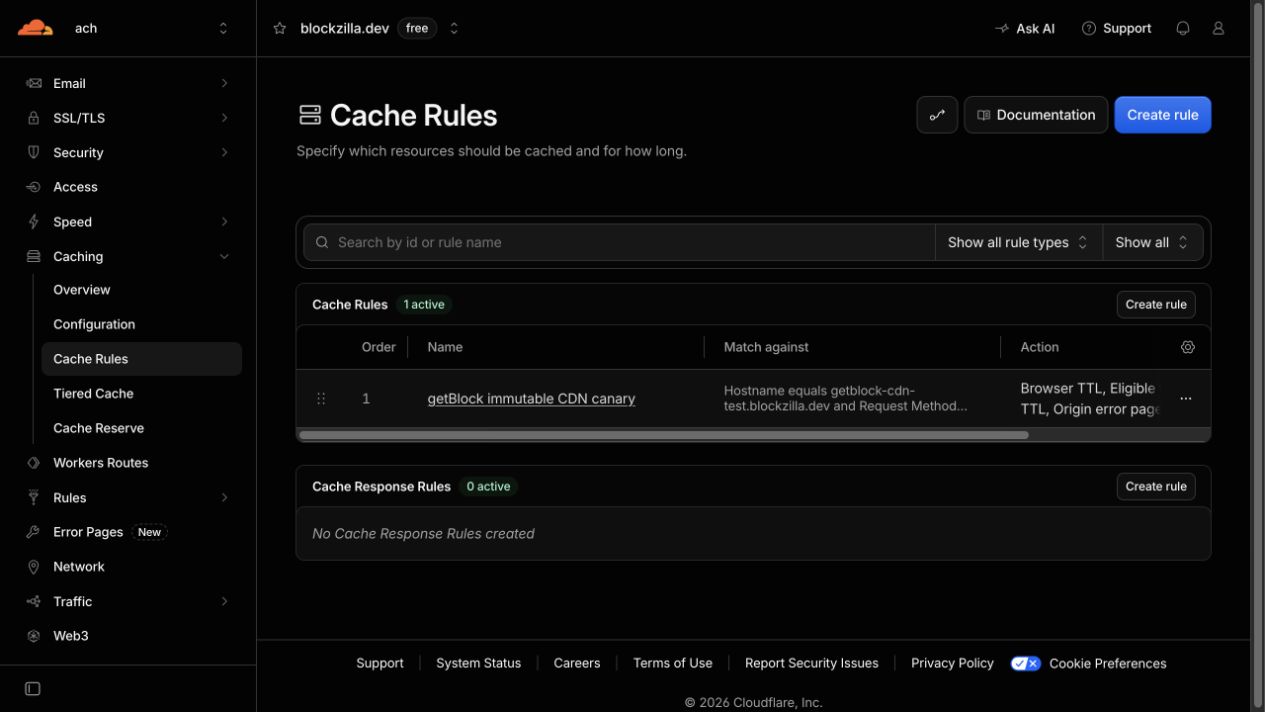 ach
blockzilla.dev free
Ask AI
Support
Email
SSL/TLS
Security
Access
Speed
Caching
Overview
Configuration
Cache Rules
Tiered Cache
Cache Reserve
Workers Routes
Rules
Error Pages New
Network
Traffic
Web3
Cache Rules
Specify which resources should be cached and for how long.
Documentation
Create rule
Search by id or rule name
Show all rule types
Show all
Cache Rules 1 active
Create rule
Order Name Match against Action
1 getBlock immutable CDN canary
Hostname equals getblock-cdn-
test.blockzilla.dev and Request Method...
Browser TTL, Eligible
TTL, Origin error page
Cache Response Rules 0 active
Create rule
No Cache Response Rules created
Support System Status Careers Terms of Use Report Security Issues Privacy Policy Cookie Preferences
© 2026 Cloudflare, Inc.